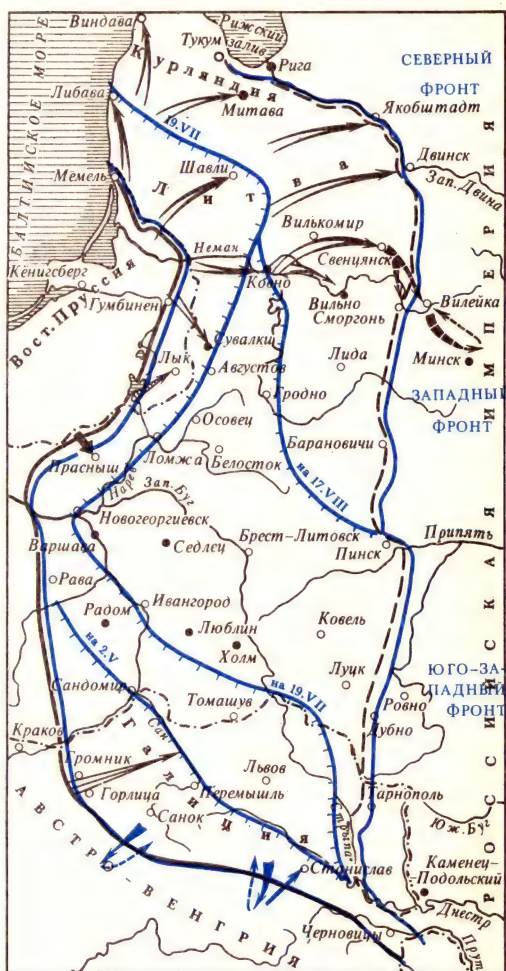 Виндава
Рижский
залив
Тукум
Рига
СЕВЕРНЫЙ
ФРОНТ
БАЛТИЙСКОЕ МОРЕ
Курляндия
Либава
Митава
Якобштадт
19.VII
Двинск
Зап. Двина
Шавли
Мемель
Литва
Вилькомир
Свенцянск
Неман
Кенигсберг
Ковно
Вилейка
Гумбинен
Вильно
Сморгонь
Вост. Пруссия
Сувалки
Минск
Лык
Августов
Лида
ЗАПАДНЫЙ
ФРОНТ
Гродно
Осовец
Барановичи
Прасныш
Ломжа
Белосток
Нарев
Зап. Буг
на 17.VIII
Новогеоргиевск
Варшава
Седлец
Брест-Литовск
Пинск
Припять
Рава
Ивангород
Радом
Люблин
Ковель
Холм
на 2.V
Луцк
ЮГО-ЗА-
ПАДНЫЙ
ФРОНТ
на 19.VII
Сандомир
Томашув
Ровно
Дубно
Краков
Сан
Громник
Галиция
Львов
Горлица
Перемышль
Тарнополь
Санок
Юж. Буг
Стрыпа
Каменец-
-Подольский
Станислав
Днестр
Черновицы
Прут
АВСТРО-ВЕНГРИЯ
РОССИЙСКАЯ ИМПЕРИЯ